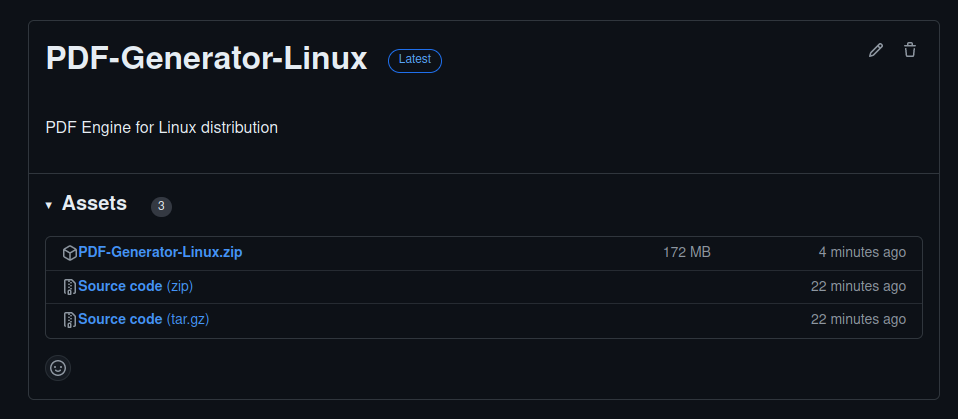 PDF-Generator-Linux Latest
PDF Engine for Linux distribution
Assets 3
PDF-Generator-Linux.zip 172 MB 4 minutes ago
Source code (zip) 22 minutes ago
Source code (tar.gz) 22 minutes ago